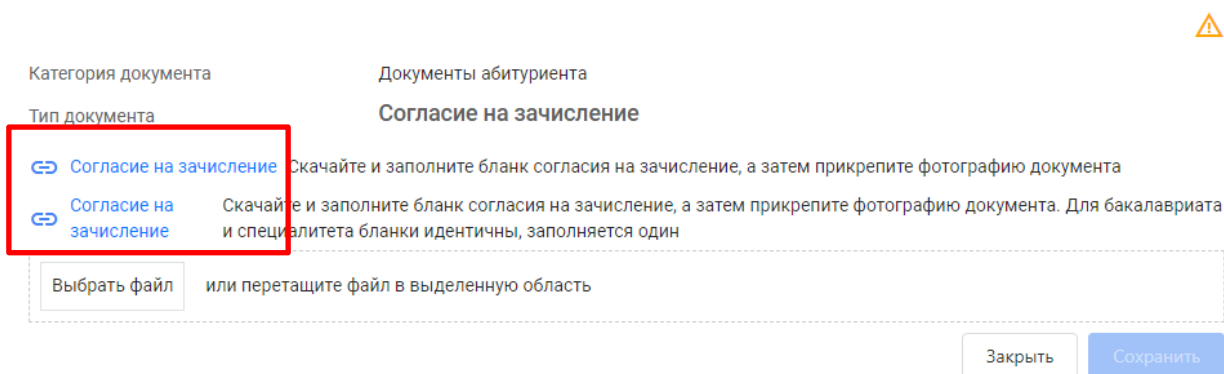 Категория документа Документы абитуриента
Тип документа Согласие на зачисление
Согласие на зачисление Скачайте и заполните бланк согласия на зачисление, а затем прикрепите фотографию документа
Согласие на Скачайте и заполните бланк согласия на зачисление, а затем прикрепите фотографию документа. Для бакалавриата
зачисление и специалитета бланки идентичны, заполняется один
Выбрать файл или перетащите файл в выделенную область
Закрыть Сохранить